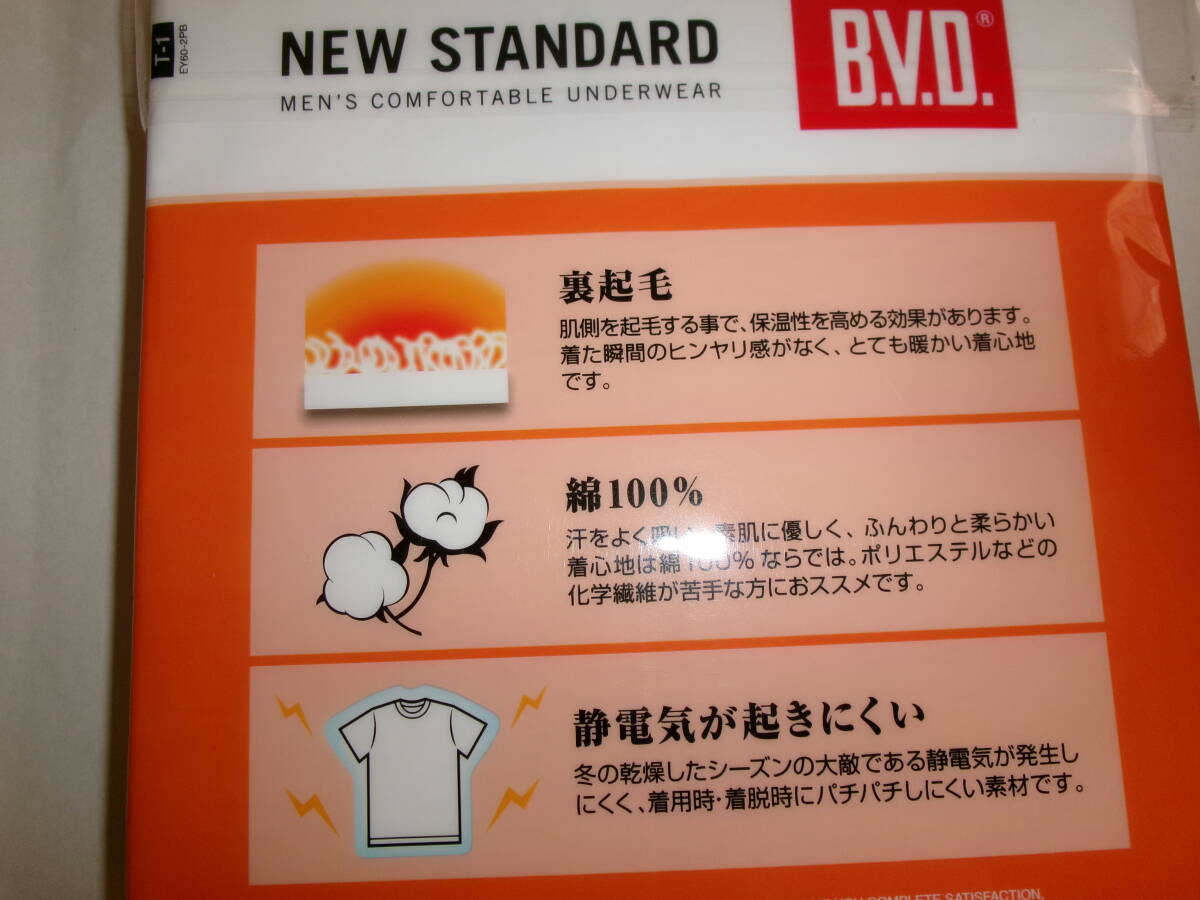 T-1
EY60-2PB
NEW STANDARD
MEN'S COMFORTABLE UNDERWEAR
B.V.D.®
裏起毛
肌側を起毛する事で、保温性を高める効果があります。
着た瞬間のヒンヤリ感がなく、とても暖かい着心地
です。
綿100%
汗をよく吸い、素肌に優しく、ふんわりと柔らかい
着心地は綿100%ならでは。ポリエステルなどの
化学繊維が苦手な方におススメです。
静電気が起きにくい
冬の乾燥したシーズンの大敵である静電気が発生し
にくく、着用時・着脱時にパチパチしにくい素材です。
COMPLETE SATISFACTION,